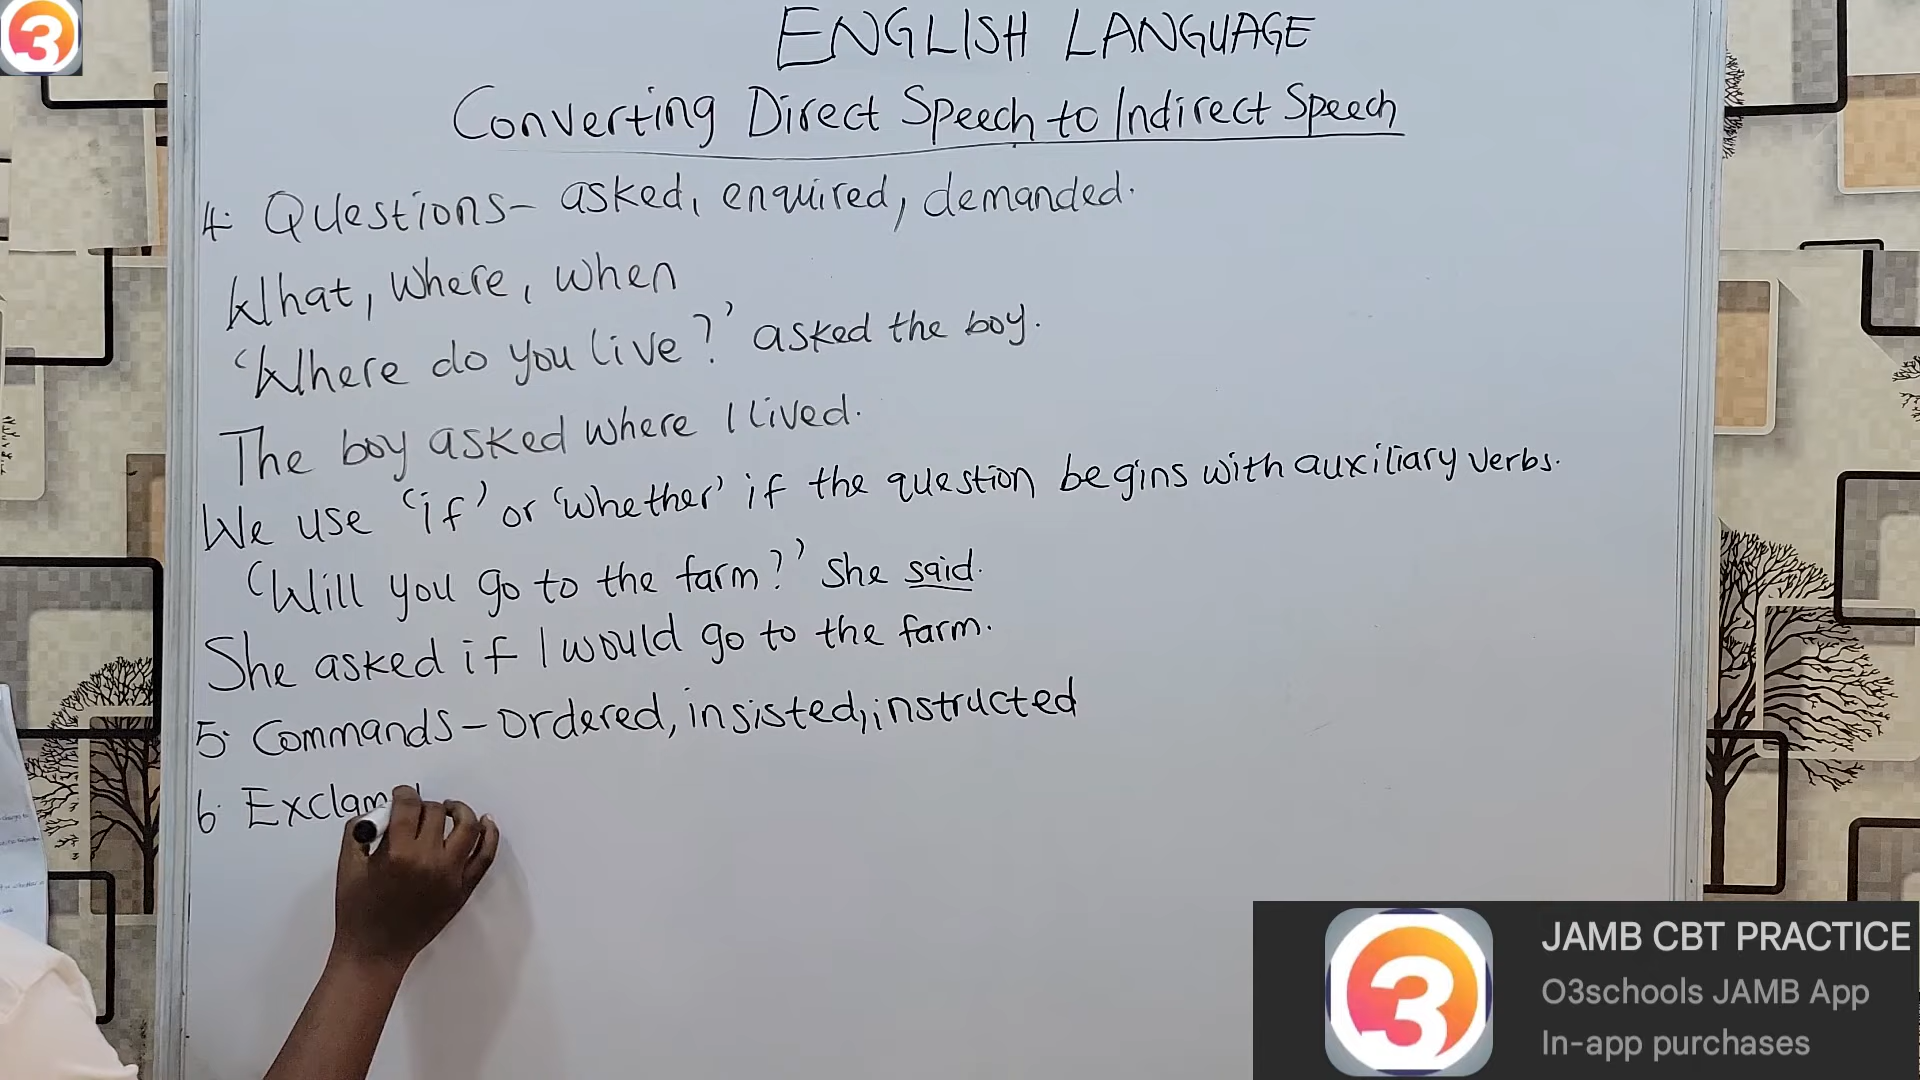 3
ENGLISH LANGUAGE
Converting Direct Speech to Indirect Speech
4. Questions - asked, enquired, demanded.
What, where, when
'Where do you live?' asked the boy.
The boy asked where I lived.
We use 'if' or 'whether' if the question begins with auxiliary verbs.
'Will you go to the farm?' She said.
She asked if I would go to the farm.
5. Commands - Ordered, insisted, instructed
6. Exclam
3
JAMB CBT PRACTICE
O3schools JAMB App
In-app purchases